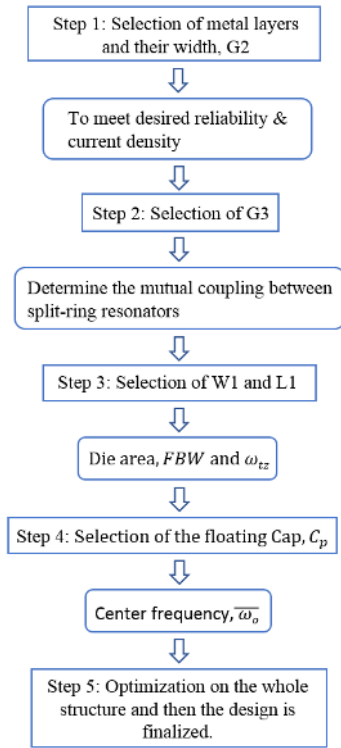 Step 1: Selection of metal layers
and their width, G2
To meet desired reliability &
current density
Step 2: Selection of G3
Determine the mutual coupling between
split-ring resonators
Step 3: Selection of W1 and L1
Die area, FBW and ω_tz
Step 4: Selection of the floating Cap, C_p
Center frequency, ω̅_o
Step 5: Optimization on the whole
structure and then the design is
finalized.